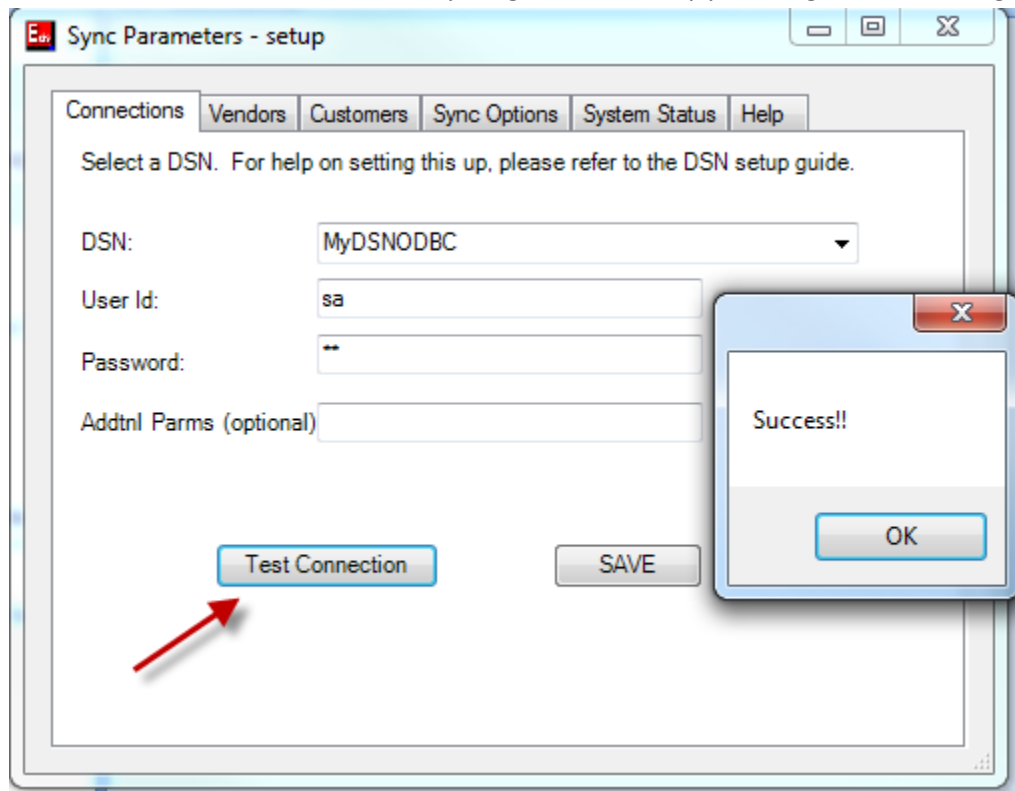 Sync Parameters - setup
Connections Vendors Customers Sync Options System Status Help
Select a DSN. For help on setting this up, please refer to the DSN setup guide.
DSN: MyDSNODBC
User Id: sa
Password: **
Addtnl Parms (optional)
Success!!
OK
Test Connection SAVE